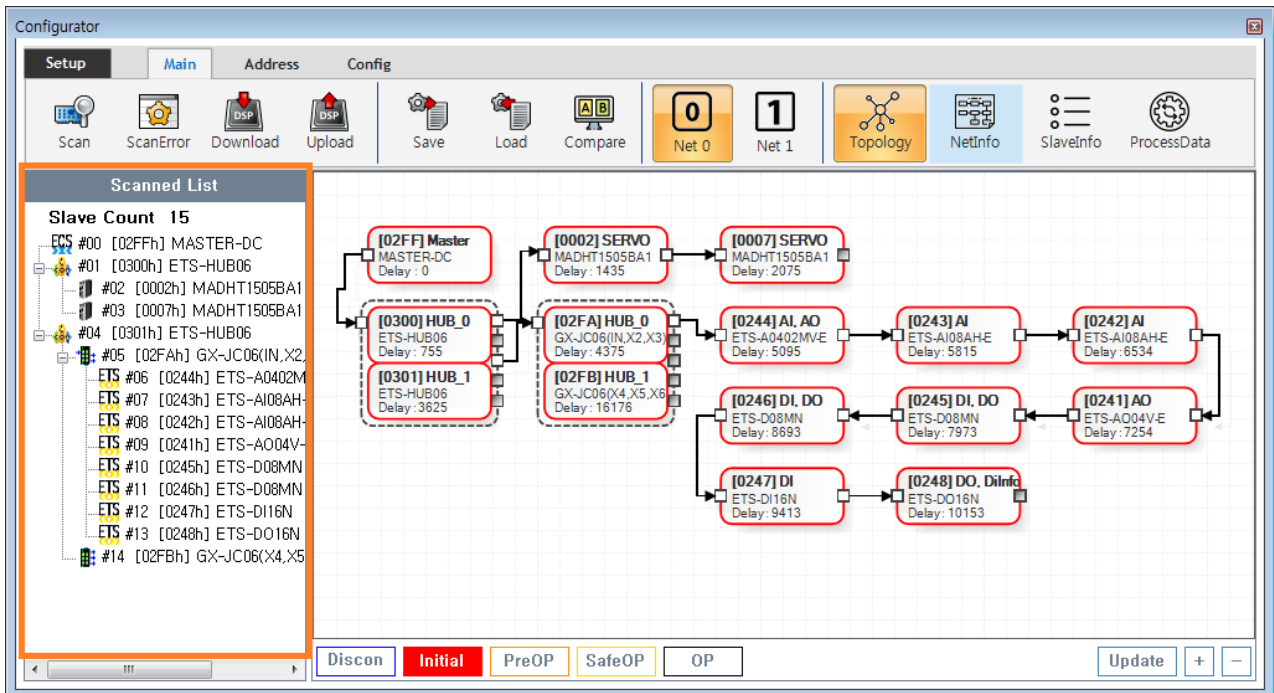 Configurator
Setup Main Address Config
DSP DSP A B 0 1
Scan ScanError Download Upload Save Load Compare Net 0 Net 1 Topology NetInfo SlaveInfo ProcessData
Scanned List
Slave Count 15
ECS #00 [02FFh] MASTER-DC
#01 [0300h] ETS-HUB06
#02 [0002h] MADHT1505BA1
#03 [0007h] MADHT1505BA1
#04 [0301h] ETS-HUB06
#05 [02FAh] GX-JC06(IN,X2,
ETS #06 [0244h] ETS-A0402M
ETS #07 [0243h] ETS-AI08AH-
ETS #08 [0242h] ETS-AI08AH-
ETS #09 [0241h] ETS-AO04V-
ETS #10 [0245h] ETS-D08MN
ETS #11 [0246h] ETS-D08MN
ETS #12 [0247h] ETS-DI16N
ETS #13 [0248h] ETS-DO16N
#14 [02FBh] GX-JC06(X4,X5
[02FF] Master
MASTER-DC
Delay : 0
[0002] SERVO
MADHT1505BA1
Delay : 1435
[0007] SERVO
MADHT1505BA1
Delay : 2075
[0300] HUB_0
ETS-HUB06
Delay : 755
[0301] HUB_1
ETS-HUB06
Delay : 3625
[02FA] HUB_0
GX-JC06(IN,X2,X3)
Delay : 4375
[02FB] HUB_1
GX-JC06(X4,X5,X6
Delay : 16176
[0244] AI, AO
ETS-A0402MV-E
Delay : 5095
[0243] AI
ETS-AI08AH-E
Delay : 5815
[0242] AI
ETS-AI08AH-E
Delay : 6534
[0246] DI, DO
ETS-D08MN
Delay : 8693
[0245] DI, DO
ETS-D08MN
Delay : 7973
[0241] AO
ETS-AO04V-E
Delay : 7254
[0247] DI
ETS-DI16N
Delay : 9413
[0248] DO, DiInfo
ETS-DO16N
Delay : 10153
Discon Initial PreOP SafeOP OP Update + −